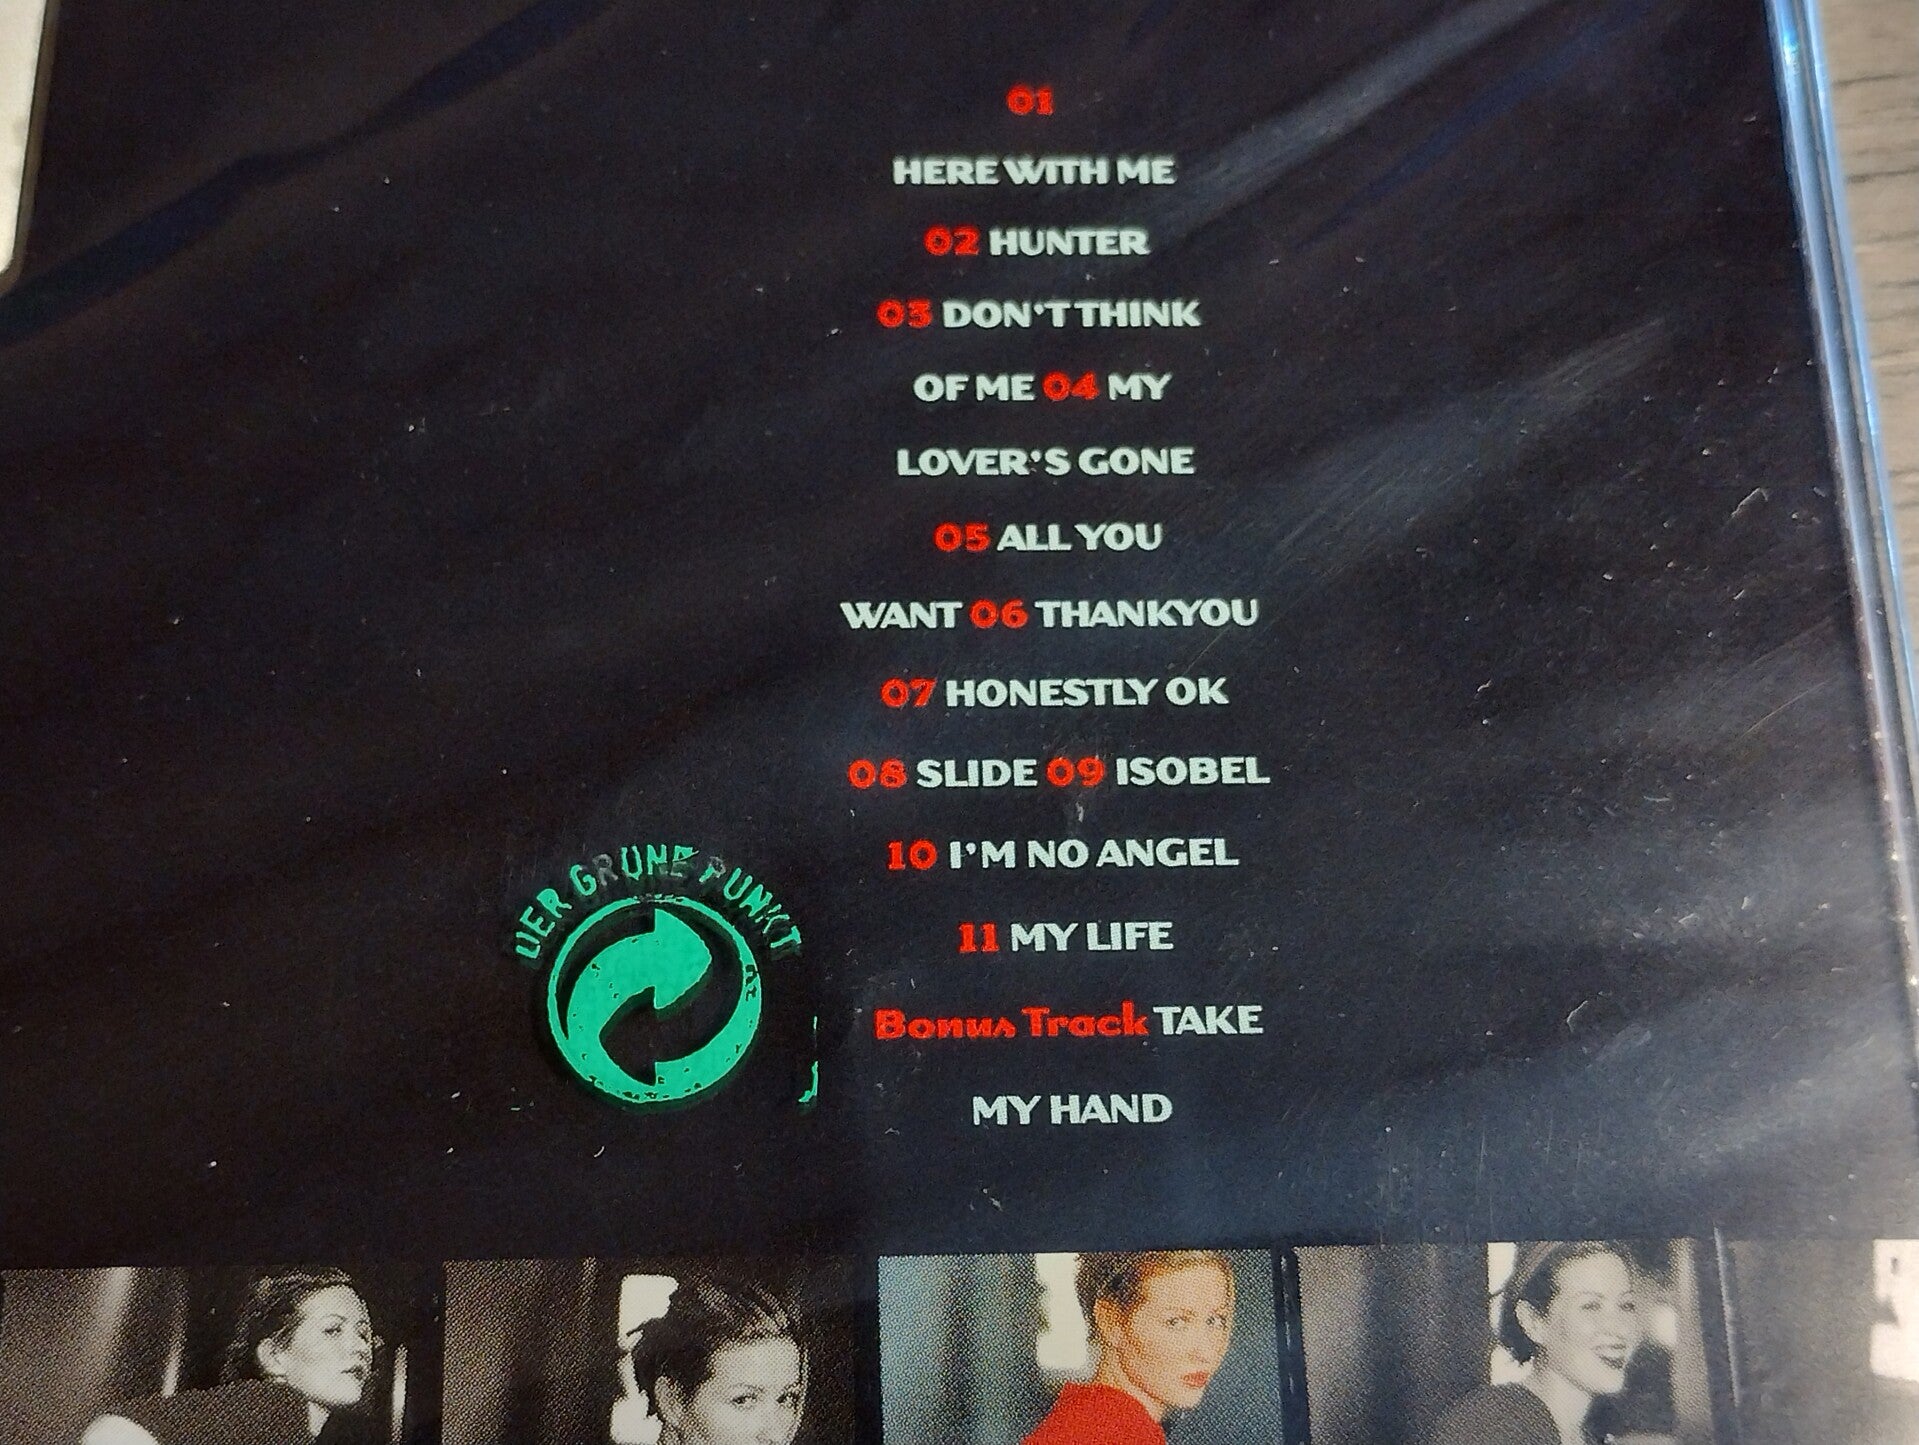 01
HERE WITH ME
02 HUNTER
03 DON'T THINK
OF ME 04 MY
LOVER'S GONE
05 ALL YOU
WANT 06 THANKYOU
07 HONESTLY OK
08 SLIDE 09 ISOBEL
10 I'M NO ANGEL
11 MY LIFE
Bonus Track TAKE
MY HAND
DER GRÜNE PUNKT